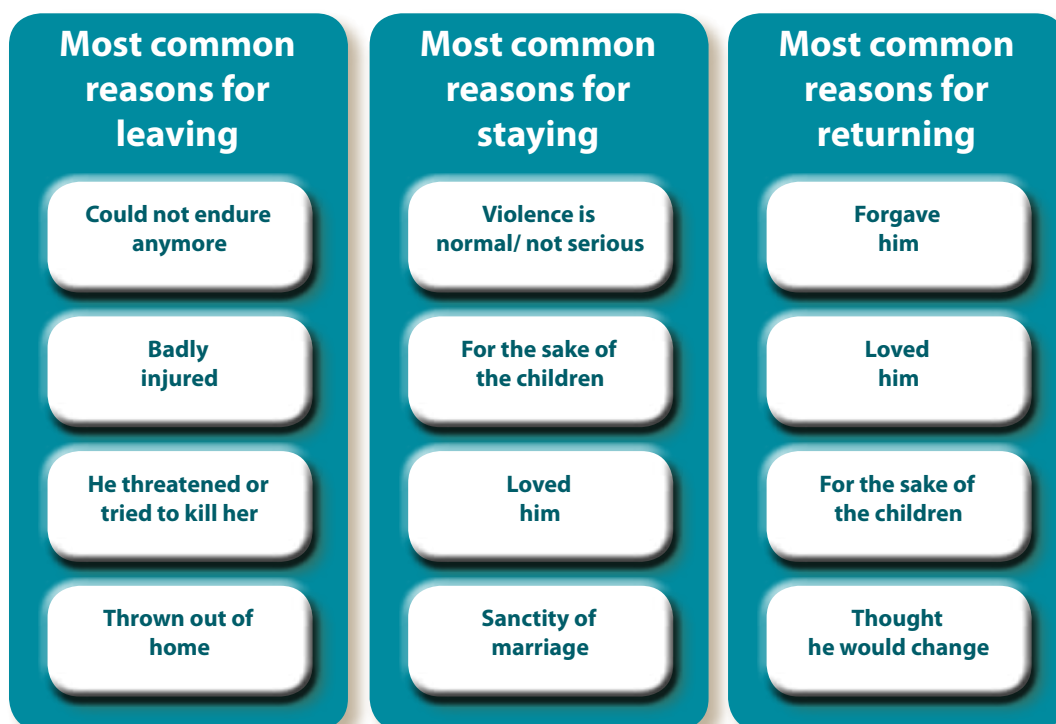 Most common
reasons for
leaving
Could not endure
anymore
Badly
injured
He threatened or
tried to kill her
Thrown out of
home
Most common
reasons for
staying
Violence is
normal/ not serious
For the sake of
the children
Loved
him
Sanctity of
marriage
Most common
reasons for
returning
Forgave
him
Loved
him
For the sake of
the children
Thought
he would change